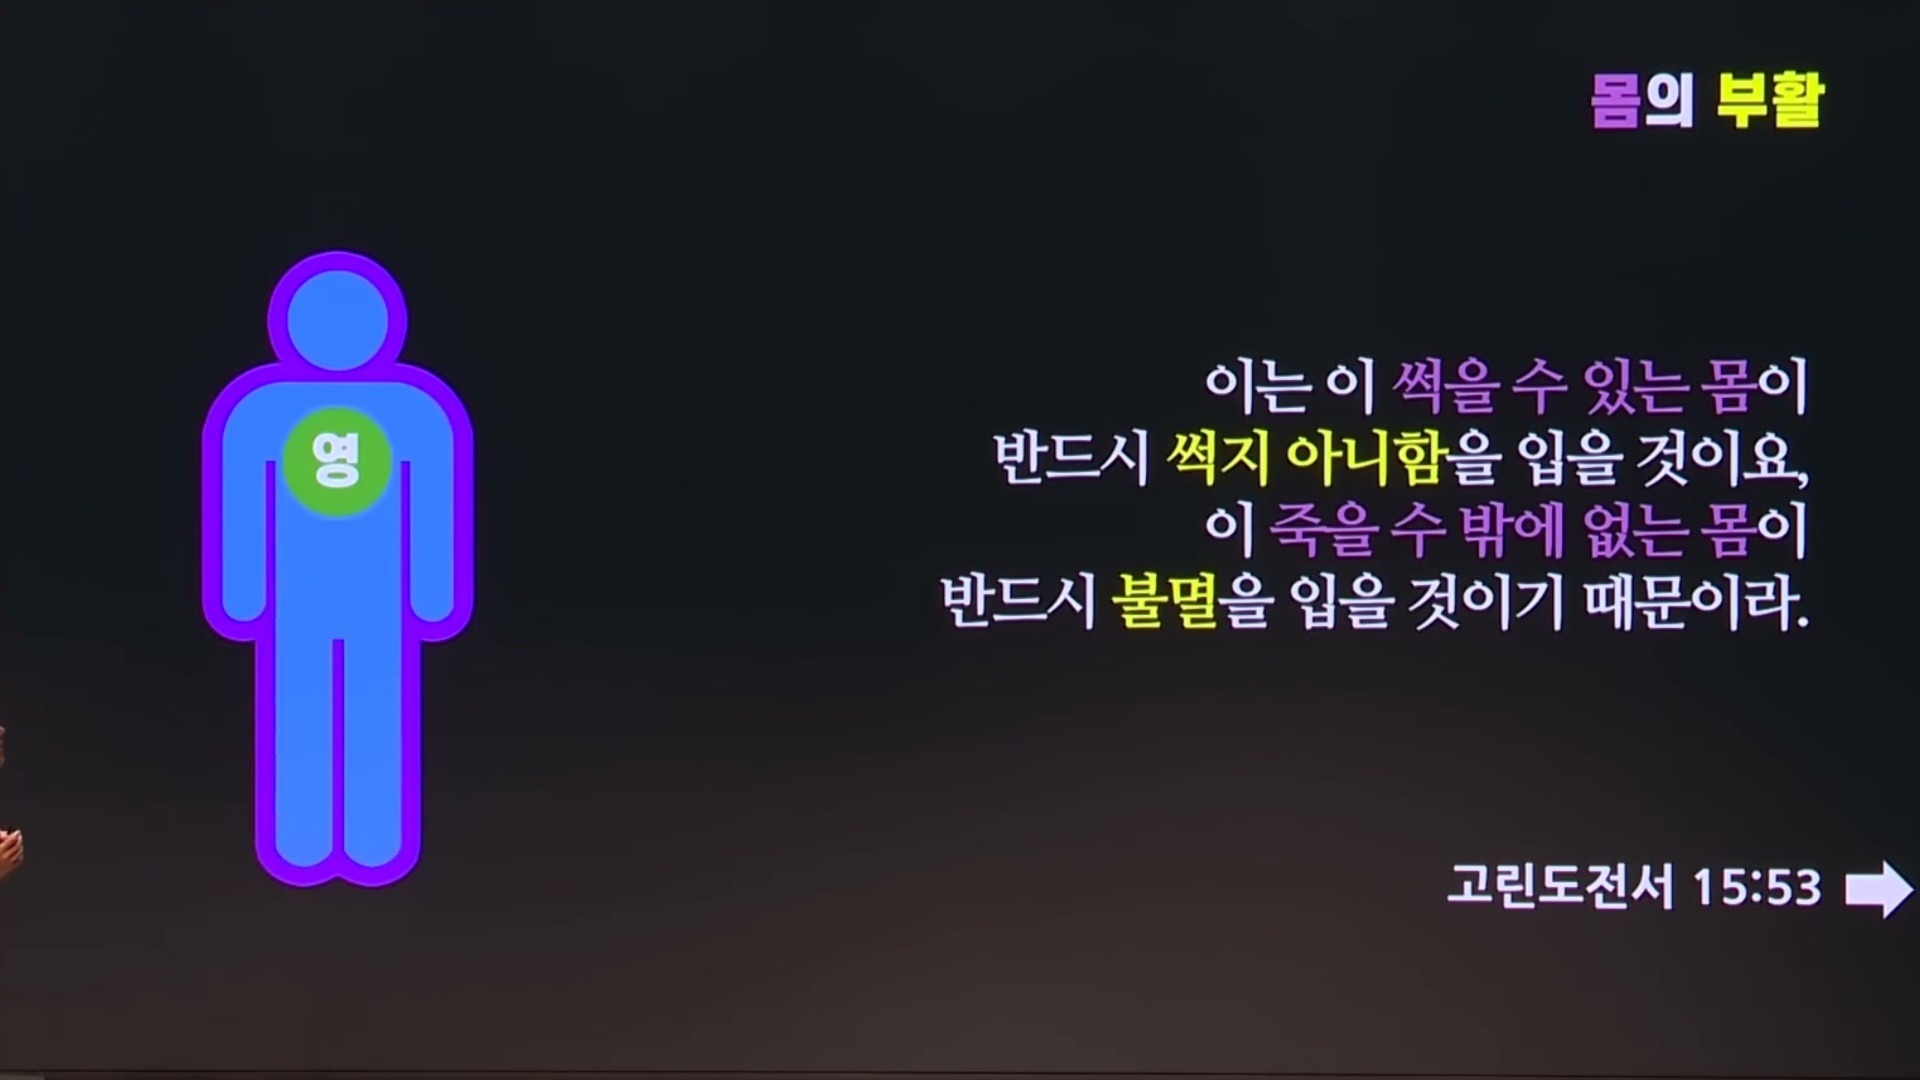 몸의 부활
영
이는 이 썩을 수 있는 몸이
반드시 썩지 아니함을 입을 것이요,
이 죽을 수 밖에 없는 몸이
반드시 불멸을 입을 것이기 때문이라.
고린도전서 15:53